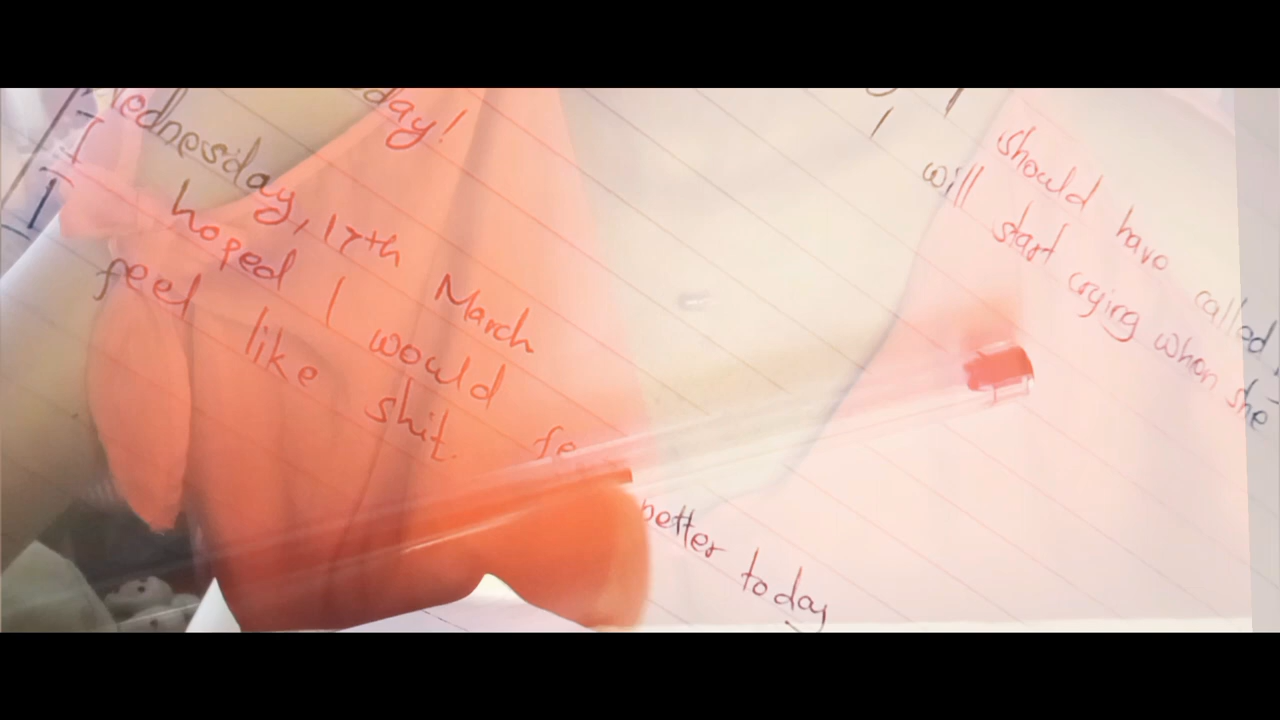 day!
Wednesday, 17th March
I hoped I would fe
better today
I feel like shit.
I should have called,
will start crying when she